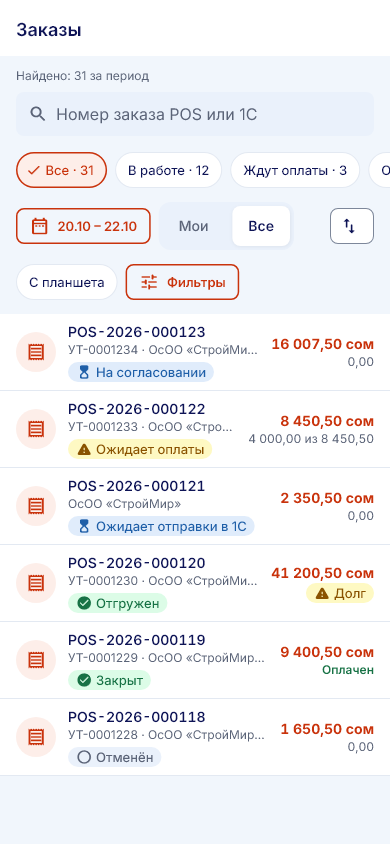 Заказы
Найдено: 31 за период
Номер заказа POS или 1С
Все · 31
В работе · 12
Ждут оплаты · 3
20.10 – 22.10
Мои
Все
С планшета
Фильтры
POS-2026-000123
16 007,50 сом
УТ-0001234 · ОсОО «СтройМи...
0,00
На согласовании
POS-2026-000122
8 450,50 сом
УТ-0001233 · ОсОО «Стро...
4 000,00 из 8 450,50
Ожидает оплаты
POS-2026-000121
2 350,50 сом
ОсОО «СтройМир»
0,00
Ожидает отправки в 1С
POS-2026-000120
41 200,50 сом
УТ-0001230 · ОсОО «СтройМи...
Долг
Отгружен
POS-2026-000119
9 400,50 сом
УТ-0001229 · ОсОО «СтройМир...
Оплачен
Закрыт
POS-2026-000118
1 650,50 сом
УТ-0001228 · ОсОО «СтройМир...
0,00
Отменён